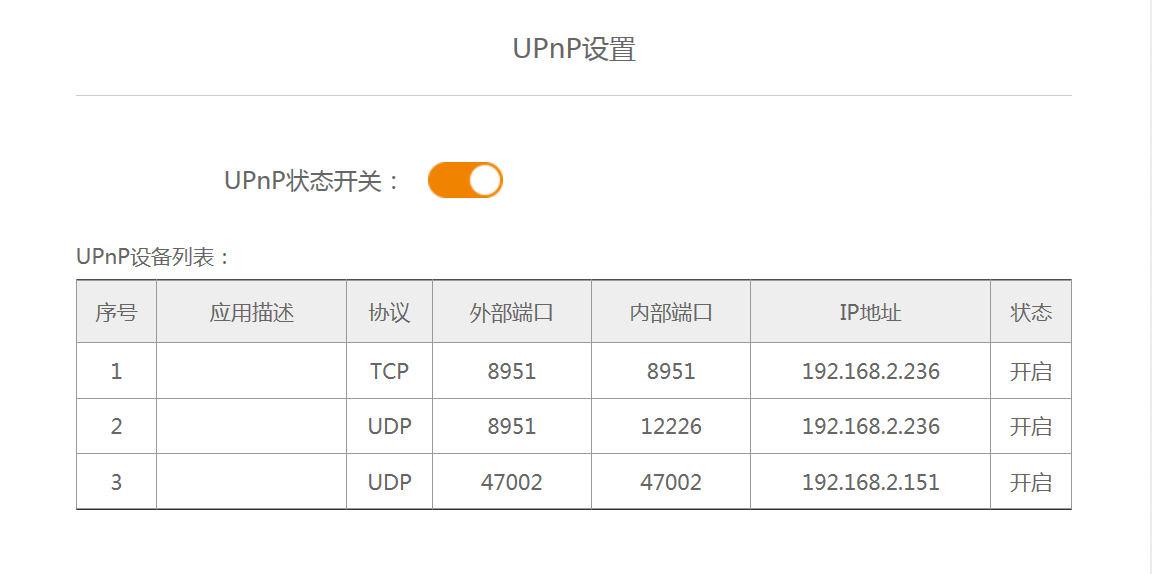 UPnP设置
UPnP状态开关：
UPnP设备列表：
序号 应用描述 协议 外部端口 内部端口 IP地址 状态
1 TCP 8951 8951 192.168.2.236 开启
2 UDP 8951 12226 192.168.2.236 开启
3 UDP 47002 47002 192.168.2.151 开启